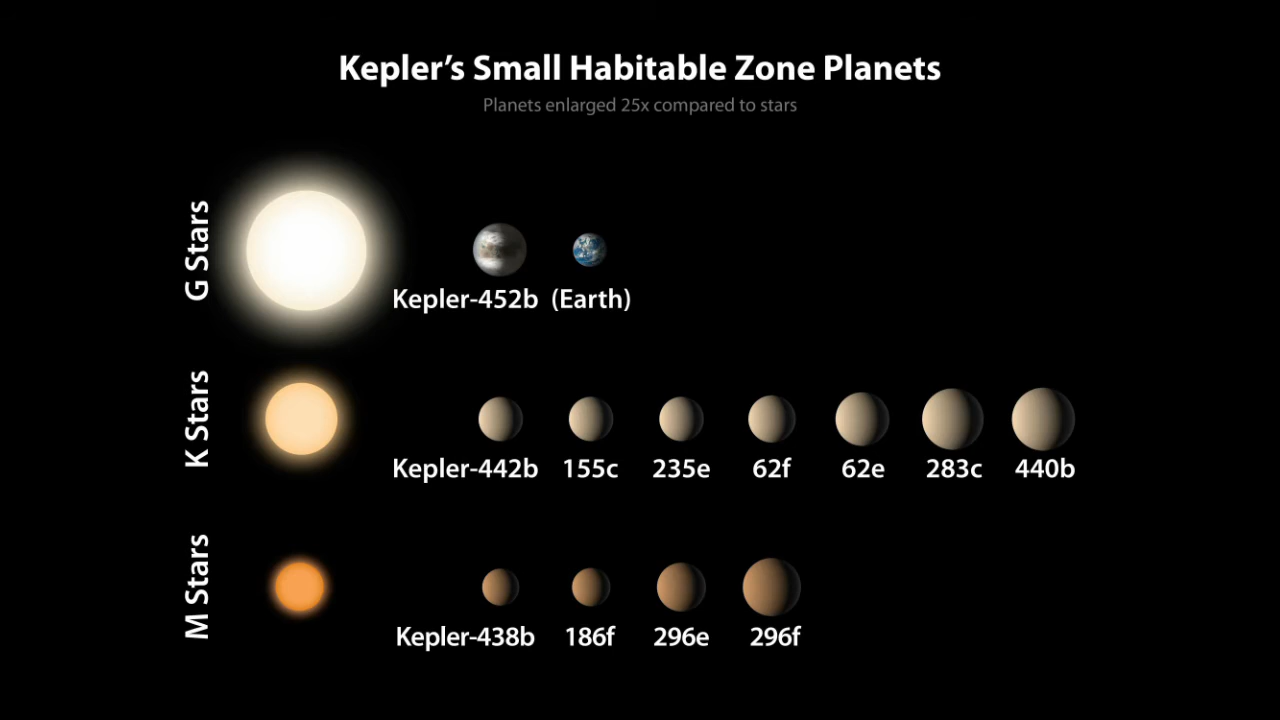 Kepler’s Small Habitable Zone Planets
Planets enlarged 25x compared to stars
G Stars
Kepler-452b (Earth)
K Stars
Kepler-442b 155c 235e 62f 62e 283c 440b
M Stars
Kepler-438b 186f 296e 296f